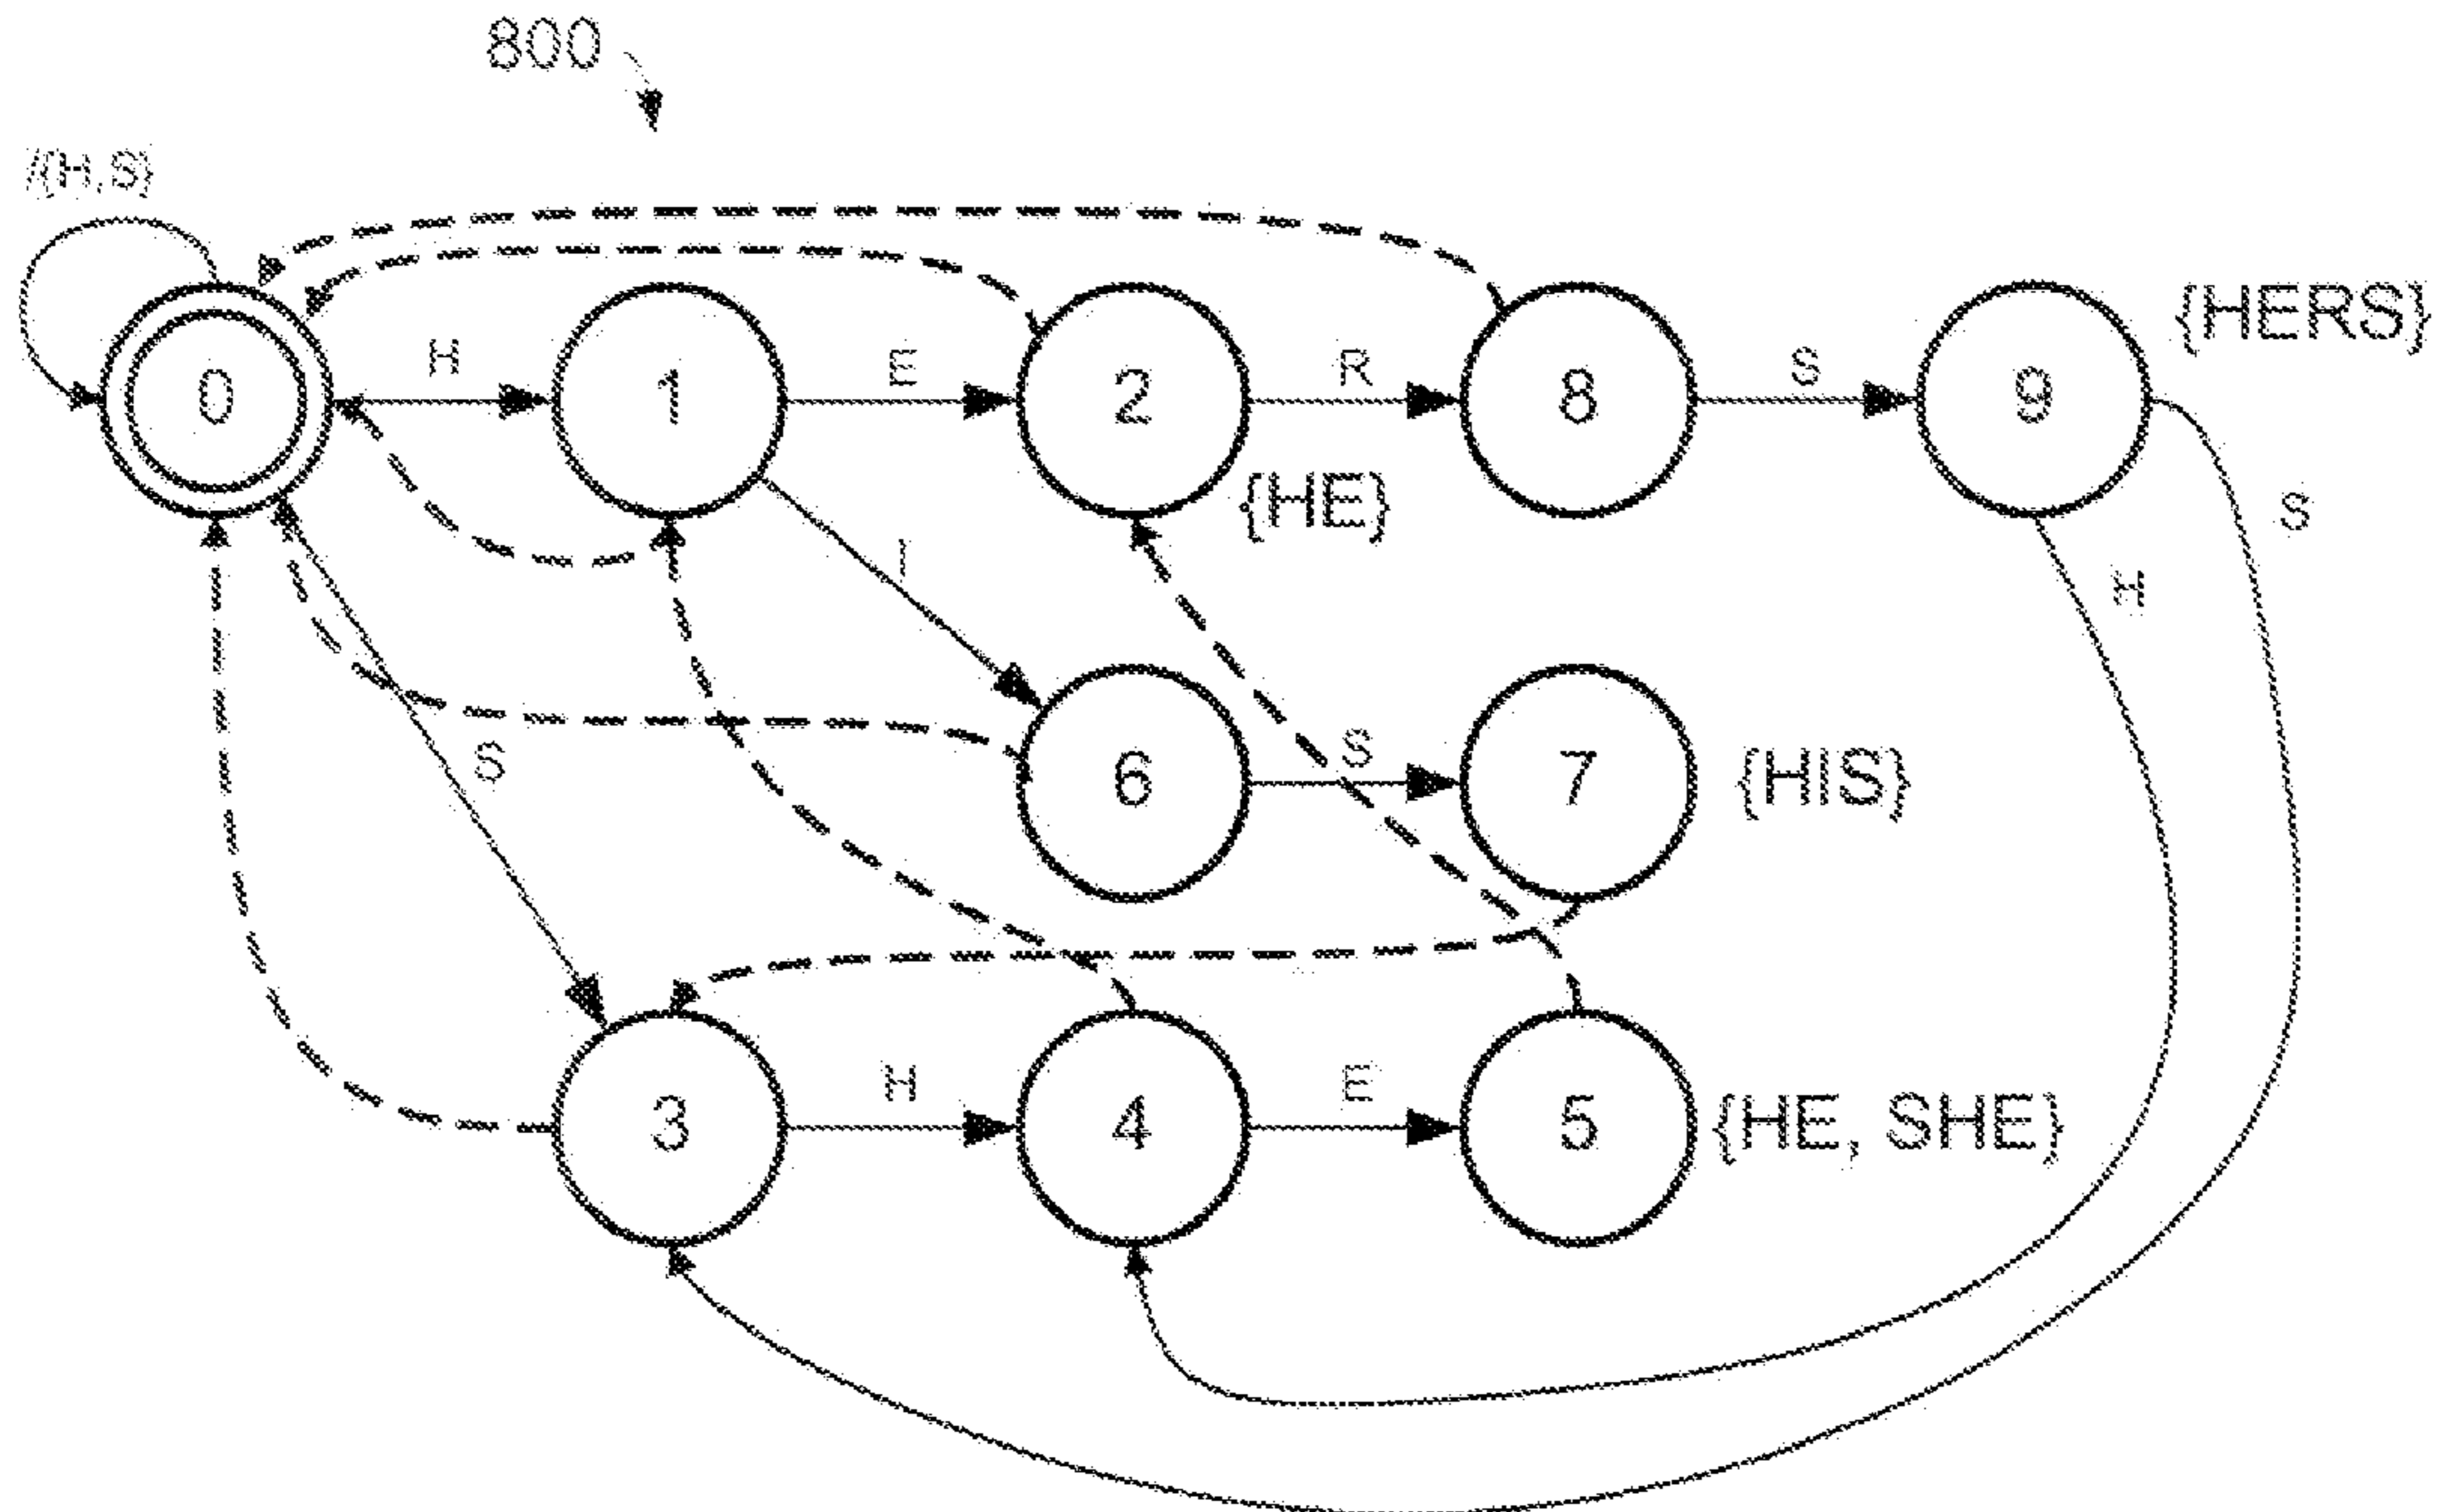 800
/{H,S}
0 H 1 E 2 R 8 S 9 {HERS}
{HE}
S
I
H
6 S 7 {HIS}
S
3 H 4 E 5 {HE, SHE}